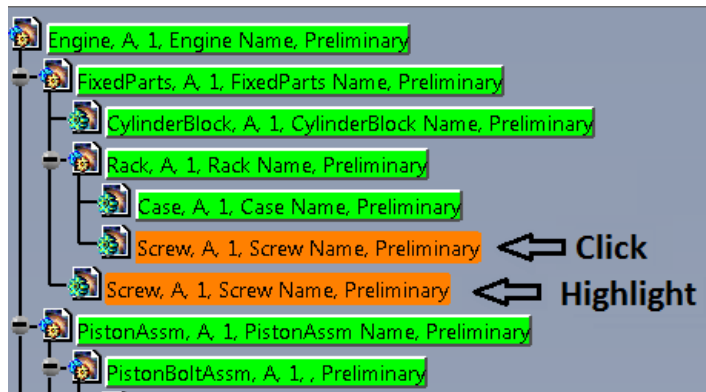 Engine, A, 1, Engine Name, Preliminary
FixedParts, A, 1, FixedParts Name, Preliminary
CylinderBlock, A, 1, CylinderBlock Name, Preliminary
Rack, A, 1, Rack Name, Preliminary
Case, A, 1, Case Name, Preliminary
Screw, A, 1, Screw Name, Preliminary Click
Screw, A, 1, Screw Name, Preliminary Highlight
PistonAssm, A, 1, PistonAssm Name, Preliminary
PistonBoltAssm, A, 1, , Preliminary